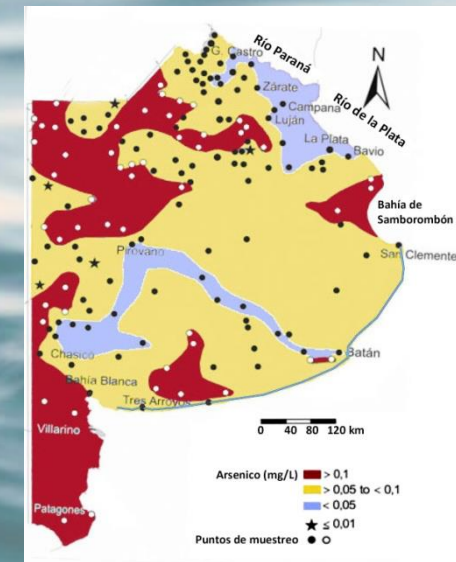 Río Paraná
N
G. Castro
Zárate
Río de la Plata
Campana
Luján
La Plata
Bavio
Bahía de
Samborombón
Pirovano
San Clemente
Chasicó
Batán
Bahía Blanca
Tres Arroyos
Villarino
0 40 80 120 km
Arsenico (mg/L)
> 0,1
> 0,05 to < 0,1
< 0,05
≤ 0,01
Patagones
Puntos de muestreo